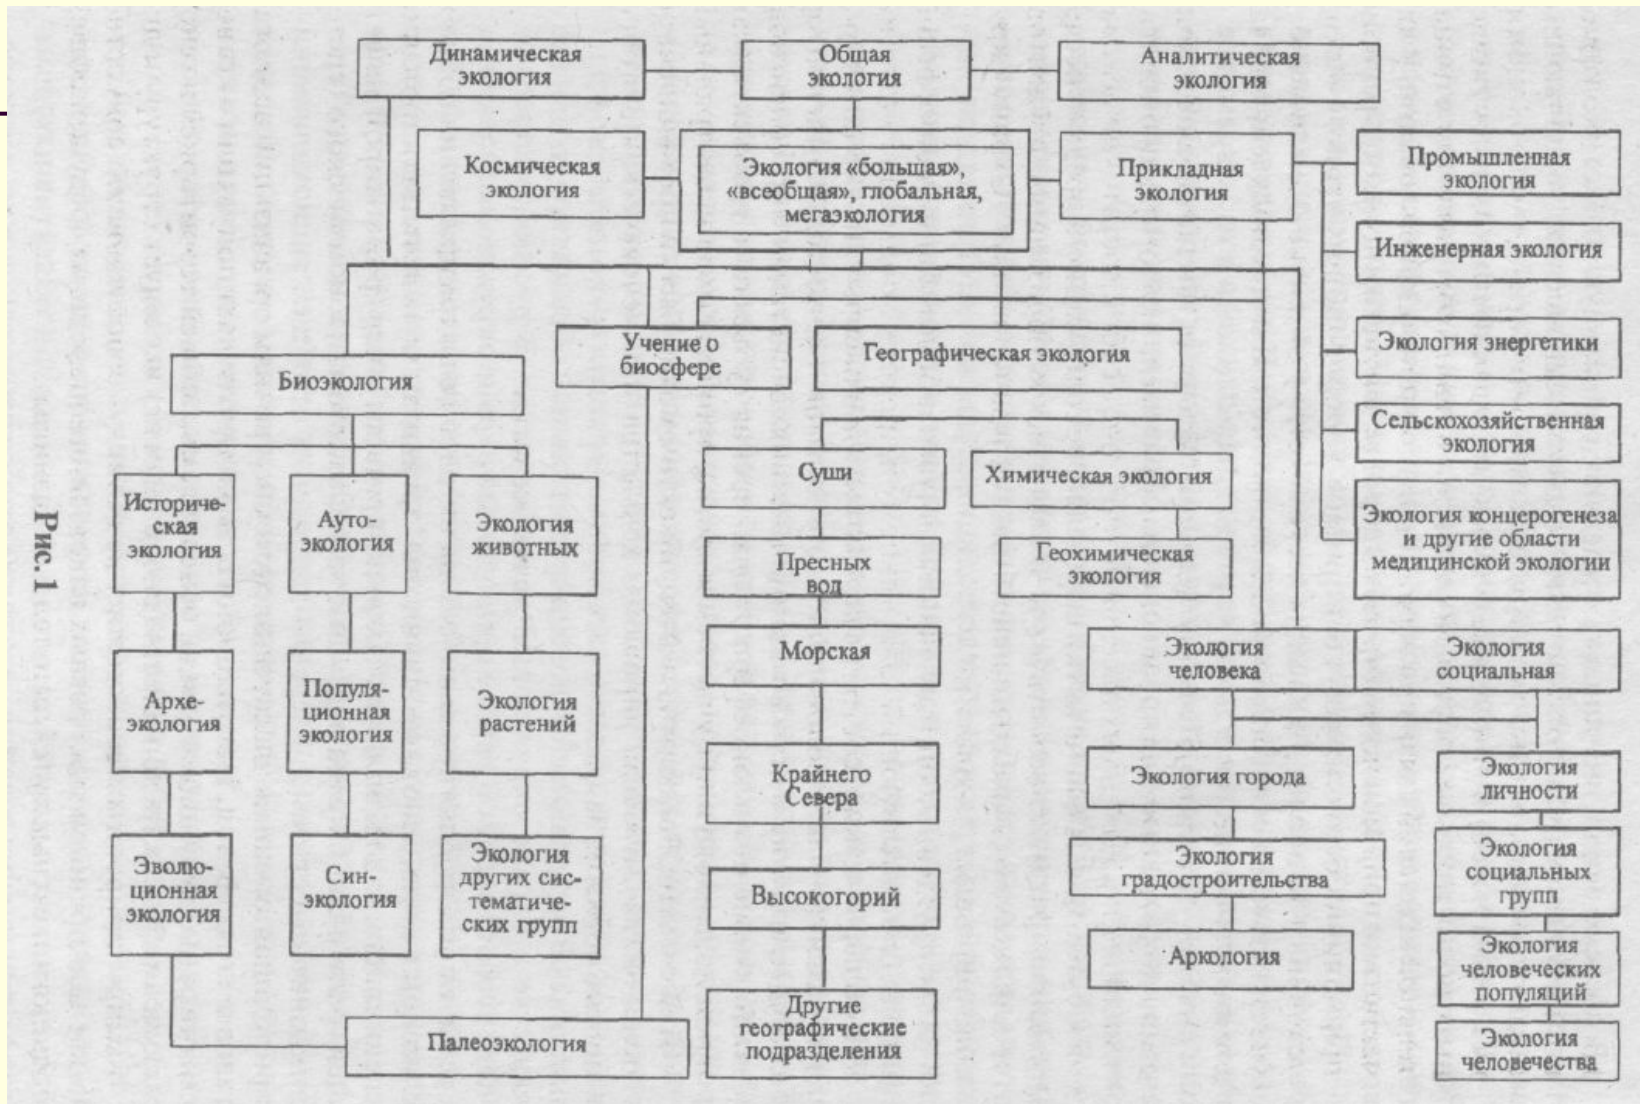 Динамическая
экология
Общая
экология
Аналитическая
экология
Космическая
экология
Экология «большая»,
«всеобщая», глобальная,
мегаэкология
Прикладная
экология
Промышленная
экология
Инженерная экология
Экология энергетики
Сельскохозяйственная
экология
Экология концерогенеза
и другие области
медицинской экологии
Учение о
биосфере
Географическая экология
Биоэкология
Историче-
ская
экология
Ауто-
экология
Экология
животных
Архе-
экология
Популя-
ционная
экология
Экология
растений
Эволю-
ционная
экология
Син-
экология
Экология
других сис-
тематиче-
ских групп
Палеоэкология
Суши
Пресных
вод
Морская
Крайнего
Севера
Высокогорий
Другие
географические
подразделения
Химическая экология
Геохимическая
экология
Экология
человека
Экология
социальная
Экология города
Экология
градостроительства
Аркология
Экология
личности
Экология
социальных
групп
Экология
человеческих
популяций
Экология
человечества
Рис. 1